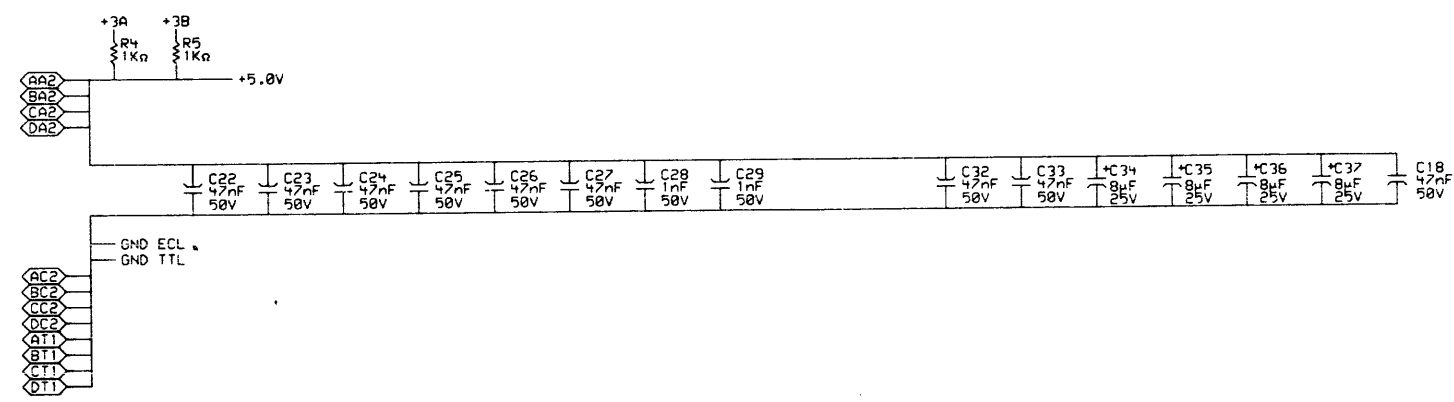 +3A +3B
R4 R5
1KΩ 1KΩ
AA2 +5.0V
BA2
CA2
DA2
C22 C23 C24 C25 C26 C27 C28 C29 C32 C33 +C34 +C35 +C36 +C37 C18
47nF 47nF 47nF 47nF 47nF 47nF 1nF 1nF 47nF 47nF 8µF 8µF 8µF 8µF 47nF
50V 50V 50V 50V 50V 50V 50V 50V 50V 50V 25V 25V 25V 25V 50V
GND ECL
GND TTL
AC2
BC2
CC2
DC2
AT1
BT1
CT1
DT1